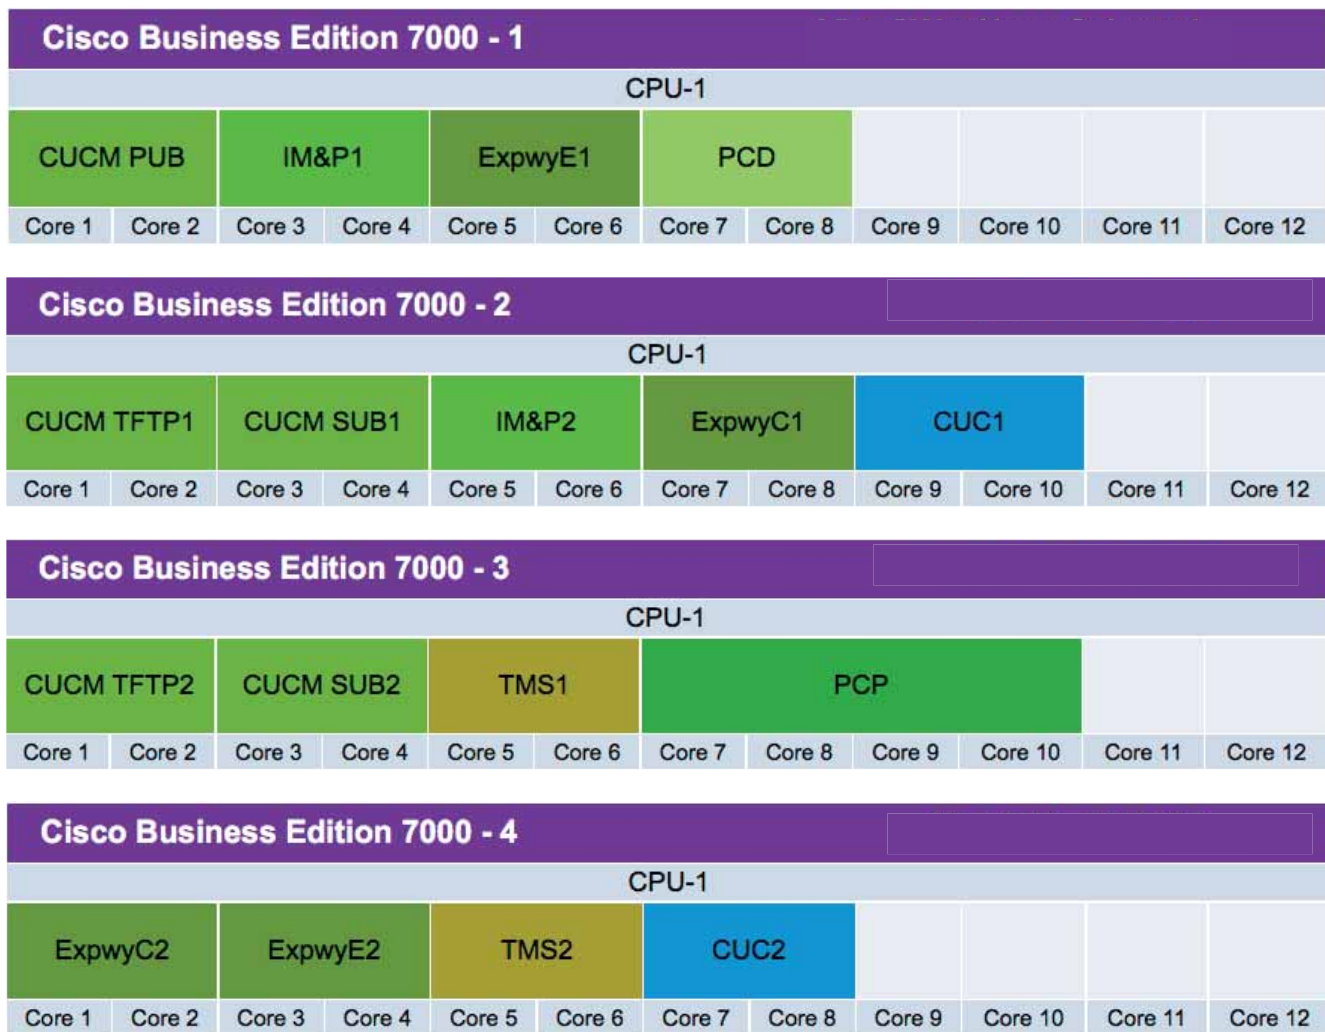 Cisco Business Edition 7000 - 1
CPU-1
CUCM PUB IM&P1 ExpwyE1 PCD
Core 1 Core 2 Core 3 Core 4 Core 5 Core 6 Core 7 Core 8 Core 9 Core 10 Core 11 Core 12
Cisco Business Edition 7000 - 2
CPU-1
CUCM TFTP1 CUCM SUB1 IM&P2 ExpwyC1 CUC1
Core 1 Core 2 Core 3 Core 4 Core 5 Core 6 Core 7 Core 8 Core 9 Core 10 Core 11 Core 12
Cisco Business Edition 7000 - 3
CPU-1
CUCM TFTP2 CUCM SUB2 TMS1 PCP
Core 1 Core 2 Core 3 Core 4 Core 5 Core 6 Core 7 Core 8 Core 9 Core 10 Core 11 Core 12
Cisco Business Edition 7000 - 4
CPU-1
ExpwyC2 ExpwyE2 TMS2 CUC2
Core 1 Core 2 Core 3 Core 4 Core 5 Core 6 Core 7 Core 8 Core 9 Core 10 Core 11 Core 12